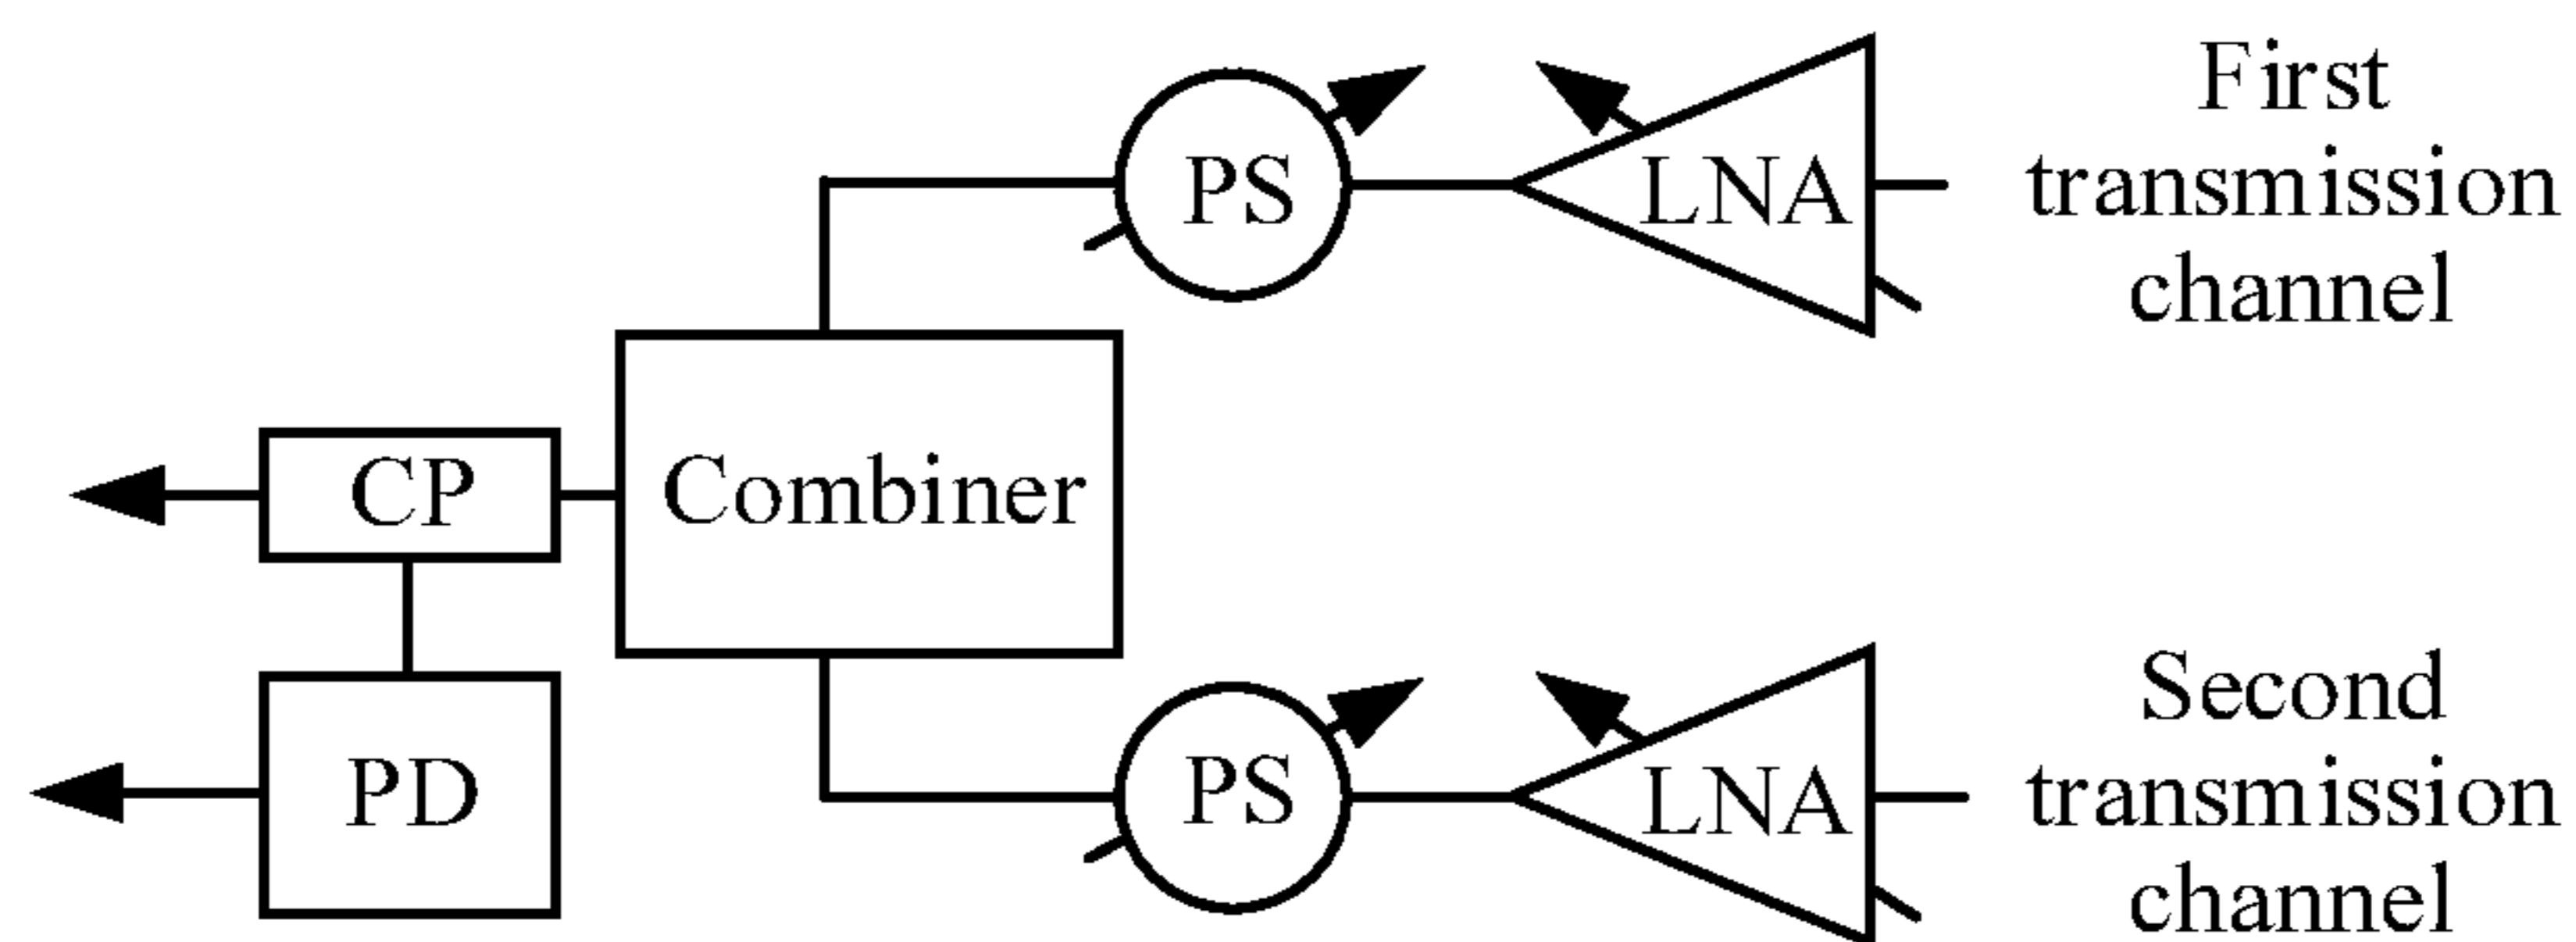 PS
LNA
First
transmission
channel
CP
Combiner
PD
PS
LNA
Second
transmission
channel